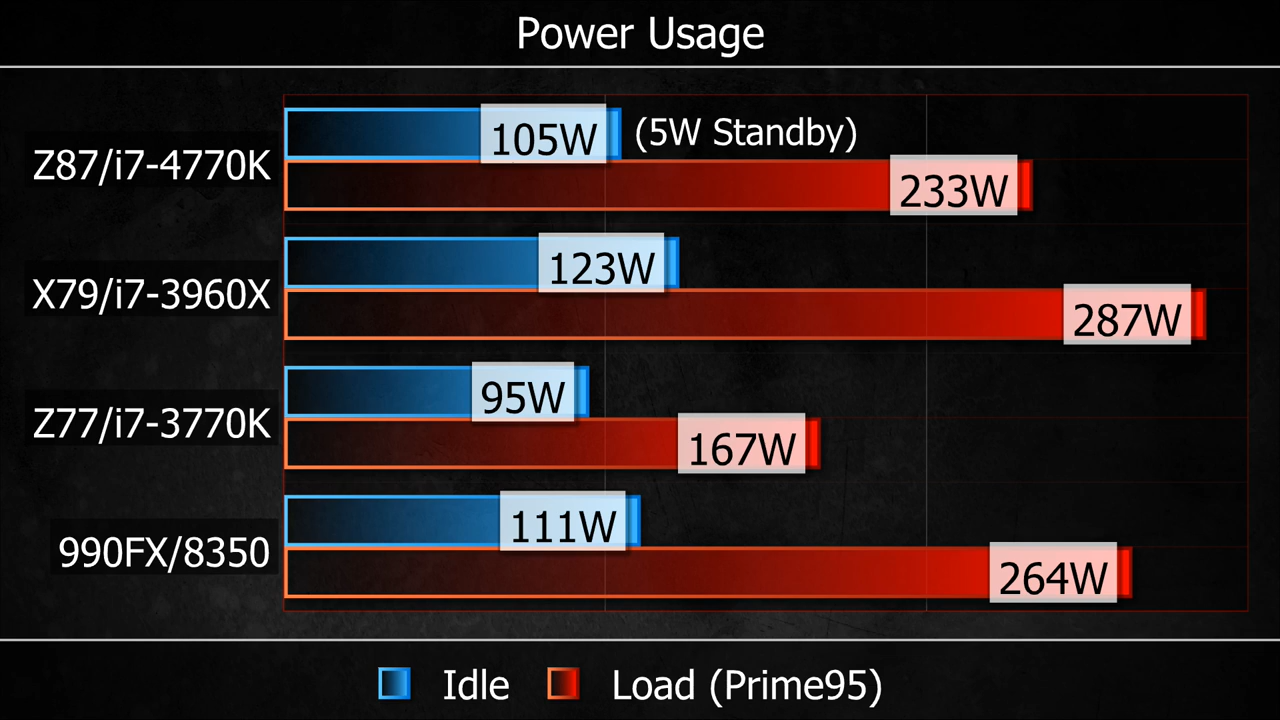 Power Usage
Z87/i7-4770K
105W
(5W Standby)
233W
X79/i7-3960X
123W
287W
Z77/i7-3770K
95W
167W
990FX/8350
111W
264W
Idle
Load (Prime95)